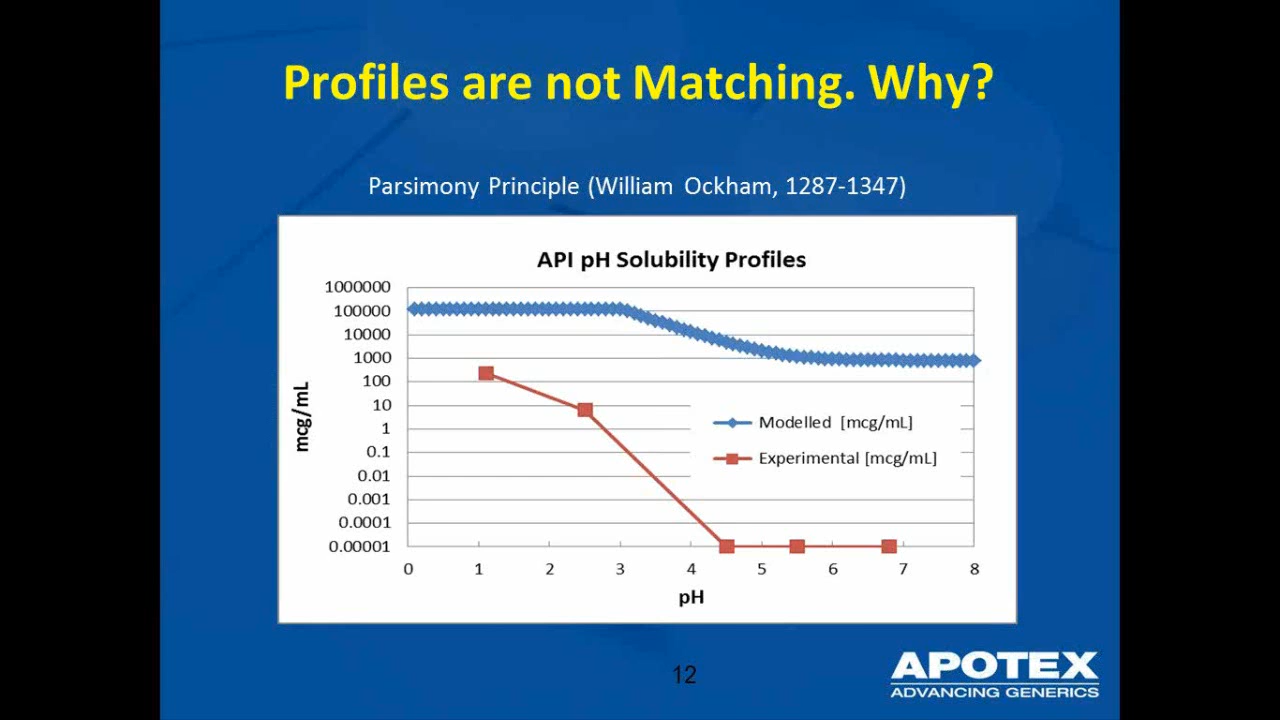 Profiles are not Matching. Why?
Parsimony Principle (William Ockham, 1287-1347)
API pH Solubility Profiles
1000000
100000
10000
1000
100
10
1
0.1
0.01
0.001
0.0001
0.00001
mcg/mL
Modelled [mcg/mL]
Experimental [mcg/mL]
0 1 2 3 4 5 6 7 8
pH
12
APOTEX
ADVANCING GENERICS